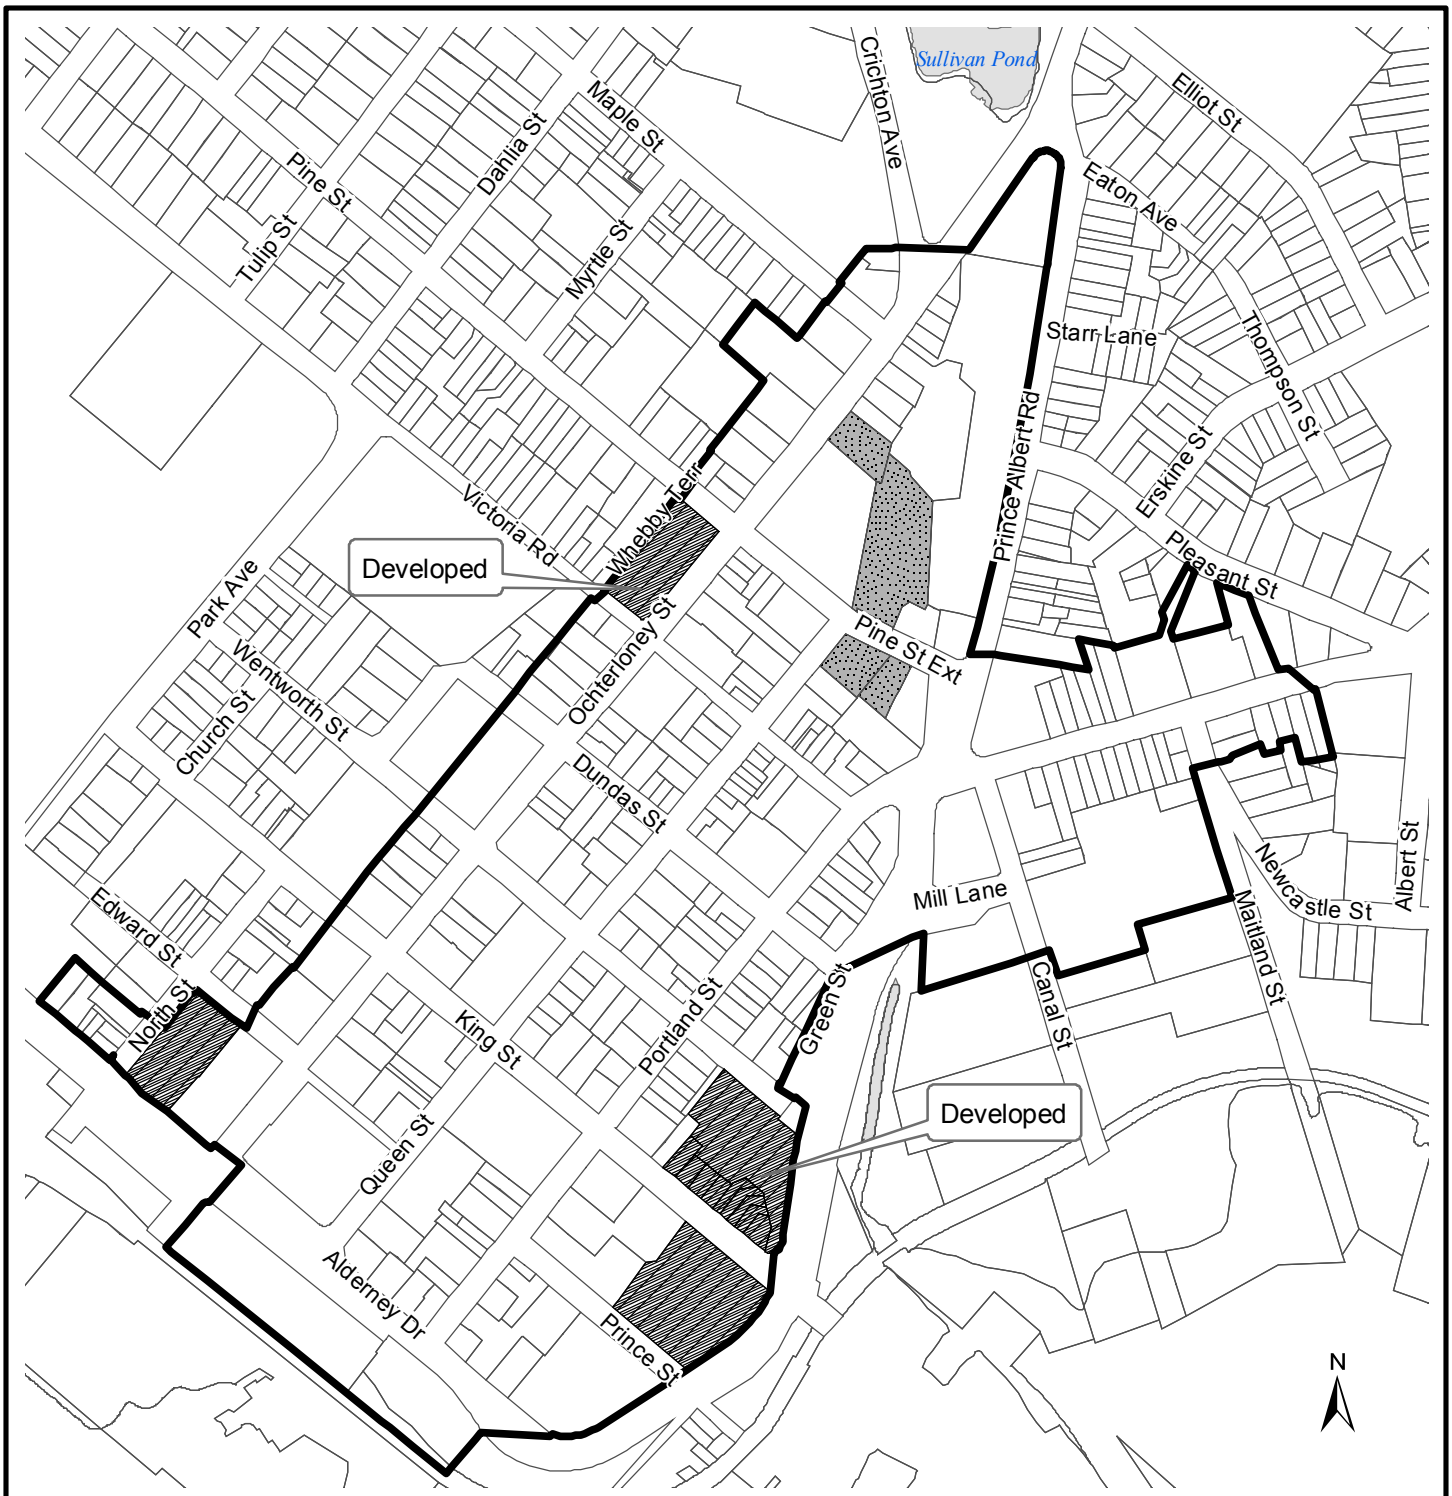 Sullivan Pond
Crichton Ave
Elliot St
Maple St
Dahlia St
Pine St
Eaton Ave
Tulip St
Myrtle St
Starr Lane
Thompson St
Prince Albert Rd
Erskine St
Whebby Terr
Victoria Rd
Pleasant St
Developed
Park Ave
Ochterloney St
Pine St Ext
Wentworth St
Church St
Dundas St
Albert St
Newcastle St
Mill Lane
Edward St
Maitland St
North St
Portland St
Green St
Canal St
King St
Developed
Queen St
Alderney Dr
Prince St
N